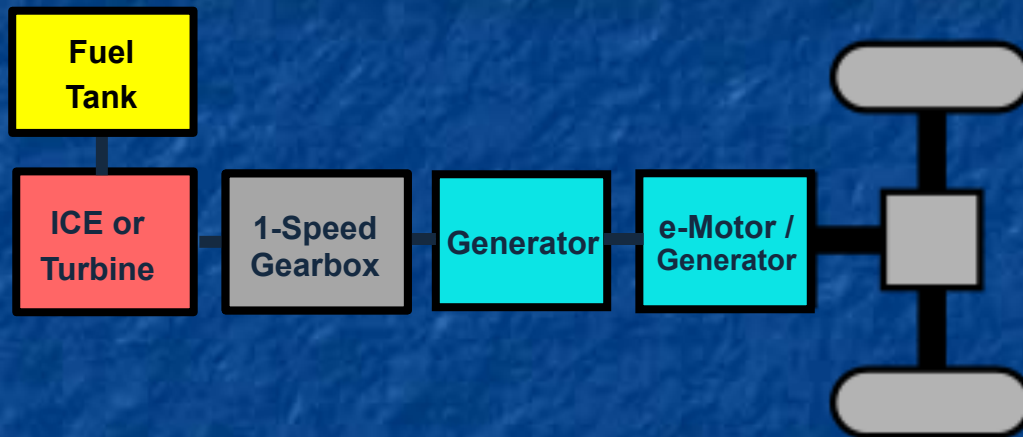 Fuel
Tank
ICE or
Turbine
1-Speed
Gearbox
Generator
e-Motor /
Generator